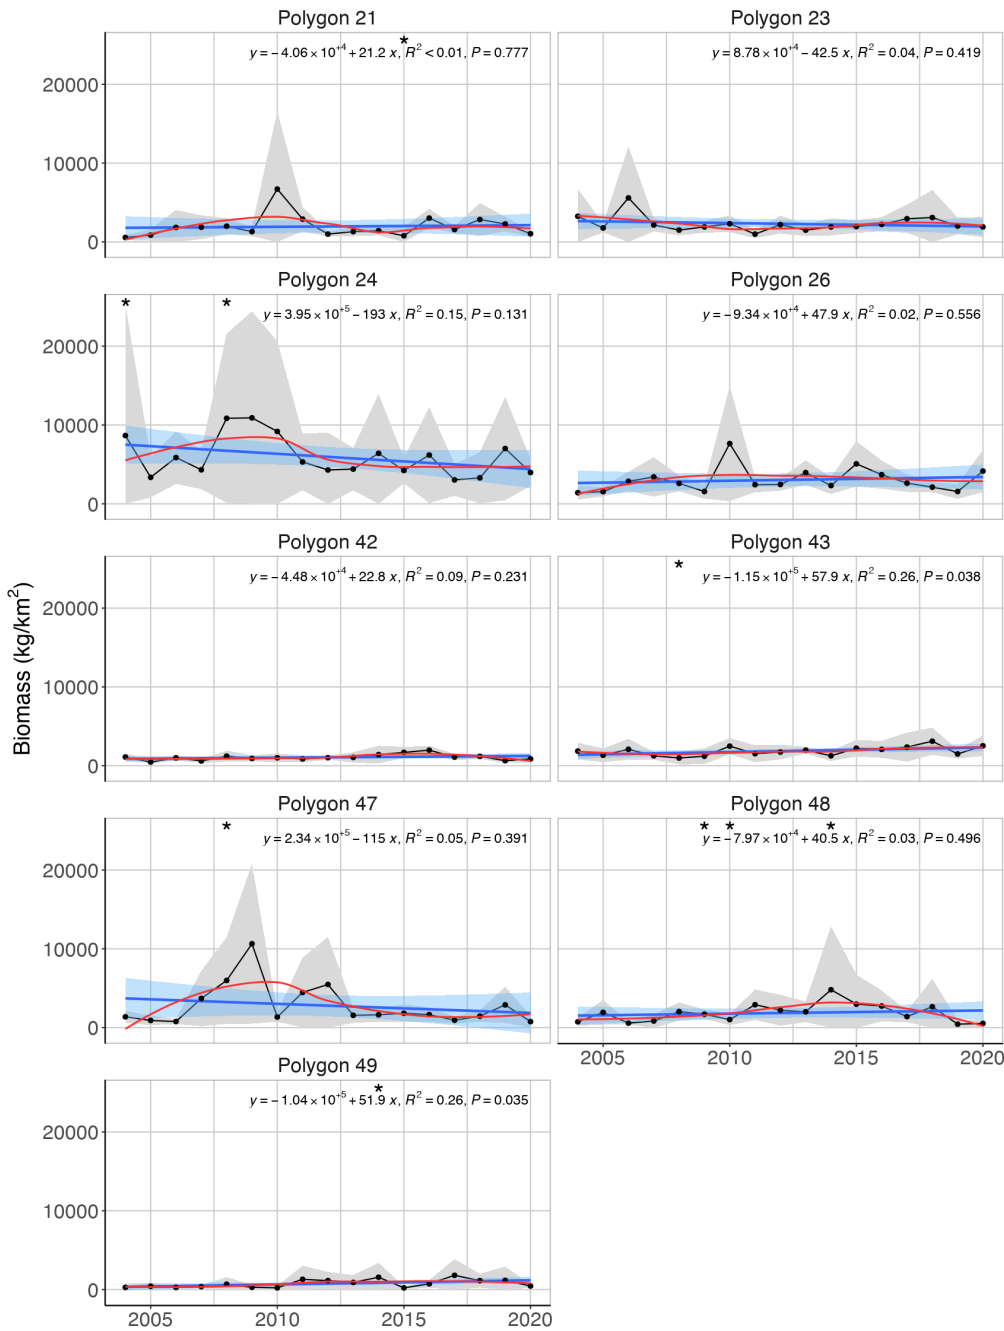 Polygon 21
Polygon 23
*
y = − 4.06 × 10⁺⁴ + 21.2 x, R² < 0.01, P = 0.777
y = 8.78 × 10⁺⁴ − 42.5 x, R² = 0.04, P = 0.419
20000
10000
0
Polygon 24
Polygon 26
* *
y = 3.95 × 10⁺⁵ − 193 x, R² = 0.15, P = 0.131
y = −9.34 × 10⁺⁴ + 47.9 x, R² = 0.02, P = 0.556
20000
10000
0
Polygon 42
Polygon 43
*
y = − 4.48 × 10⁺⁴ + 22.8 x, R² = 0.09, P = 0.231
y = −1.15 × 10⁺⁵ + 57.9 x, R² = 0.26, P = 0.038
20000
10000
0
Biomass (kg/km²)
Polygon 47
Polygon 48
*
* * *
y = 2.34 × 10⁺⁵ − 115 x, R² = 0.05, P = 0.391
y = −7.97 × 10⁺⁴ + 40.5 x, R² = 0.03, P = 0.496
20000
10000
0
2005 2010 2015 2020
Polygon 49
*
y = − 1.04 × 10⁺⁵ + 51.9 x, R² = 0.26, P = 0.035
20000
10000
0
2005 2010 2015 2020